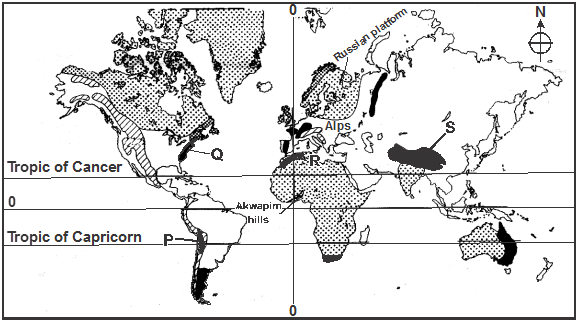 0
N
Russian platform
Alps
S
Q
R
Tropic of Cancer
Akwapim
hills
0
Tropic of Capricorn
P
0